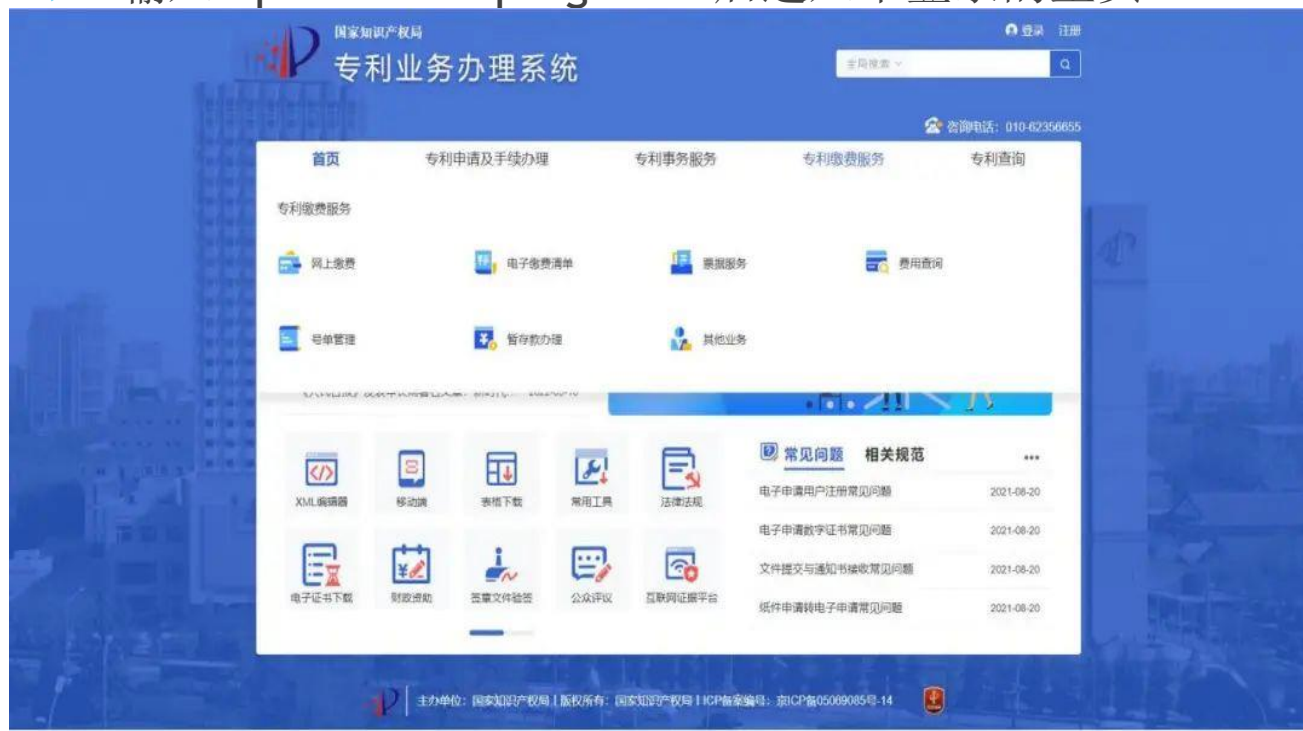 国家知识产权局
专利业务办理系统
登录 注册
全局搜索
咨询电话：010-62356655
首页 专利申请及手续办理 专利事务服务 专利缴费服务 专利查询
专利缴费服务
网上缴费 电子缴费清单 票据服务 费用查询
号单管理 暂存款办理 其他业务
常见问题 相关规范 •••
XML编辑器 移动端 表格下载 常用工具 法律法规
电子申请用户注册常见问题 2021-08-20
电子申请数字证书常见问题 2021-08-20
文件提交与通知书接收常见问题 2021-08-20
电子证书下载 财政资助 签章文件验签 公众评议 互联网证据平台
纸件申请转电子申请常见问题 2021-08-20
主办单位：国家知识产权局 | 版权所有：国家知识产权局 | ICP备案编号：京ICP备05069085号-14